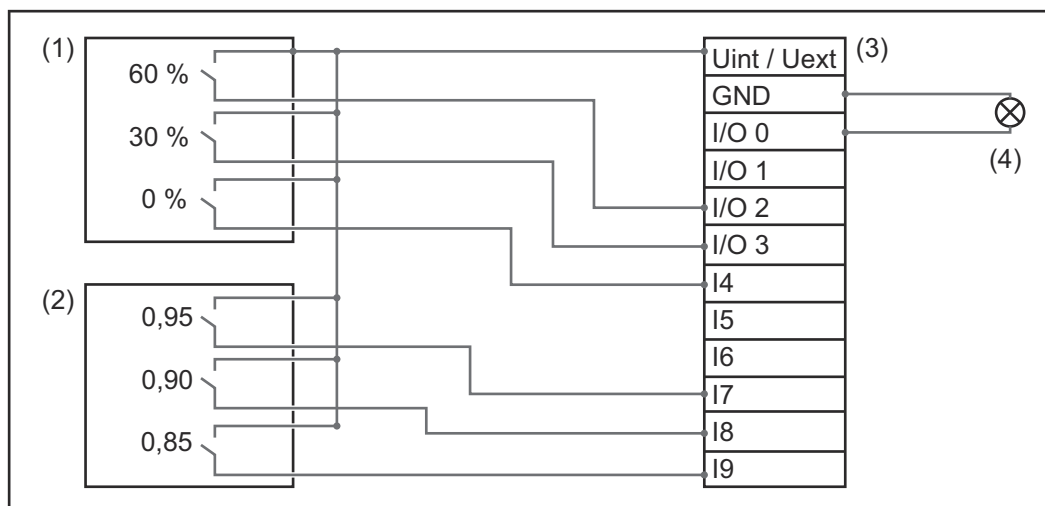 (1)
60 %
30 %
0 %
(2)
0,95
0,90
0,85
(3)
Uint / Uext
GND
I/O 0
I/O 1
I/O 2
I/O 3
I4
I5
I6
I7
I8
I9
(4)